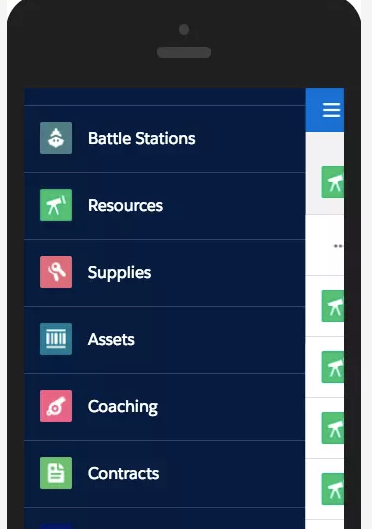 Battle Stations
Resources
Supplies
Assets
Coaching
Contracts